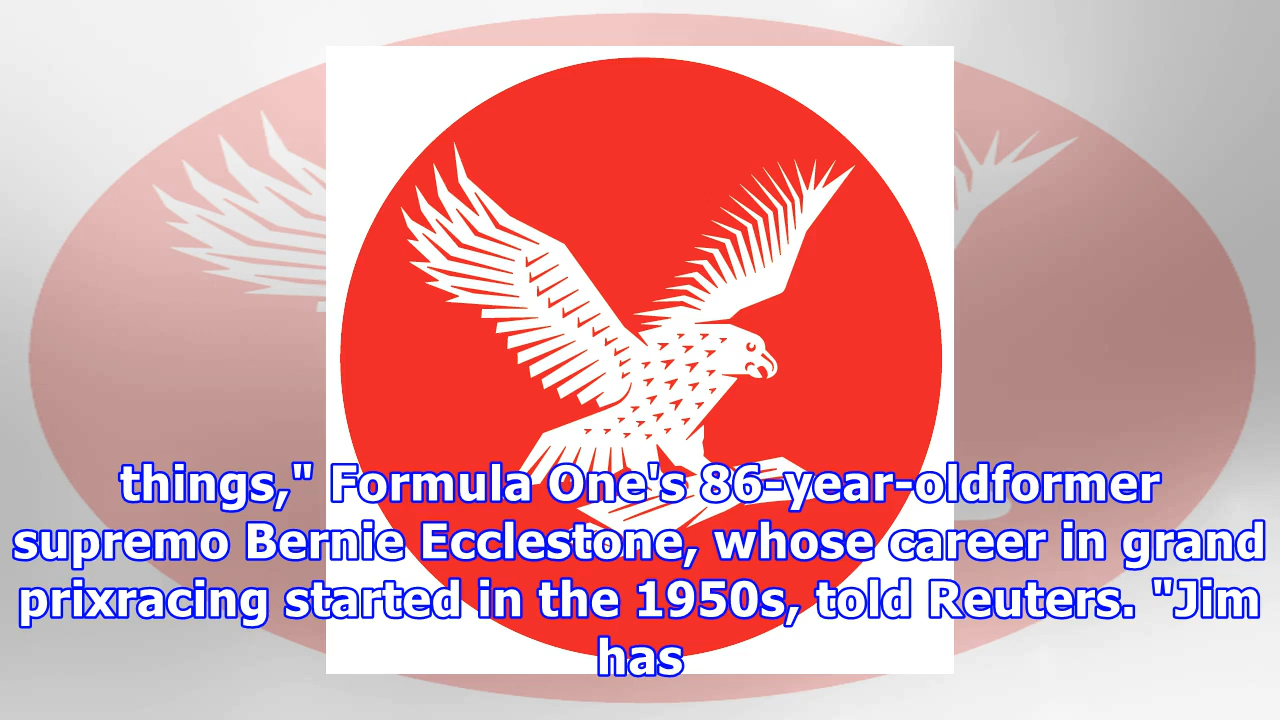 things," Formula One's 86-year-oldformer
supremo Bernie Ecclestone, whose career in grand
prixracing started in the 1950s, told Reuters. "Jim
has